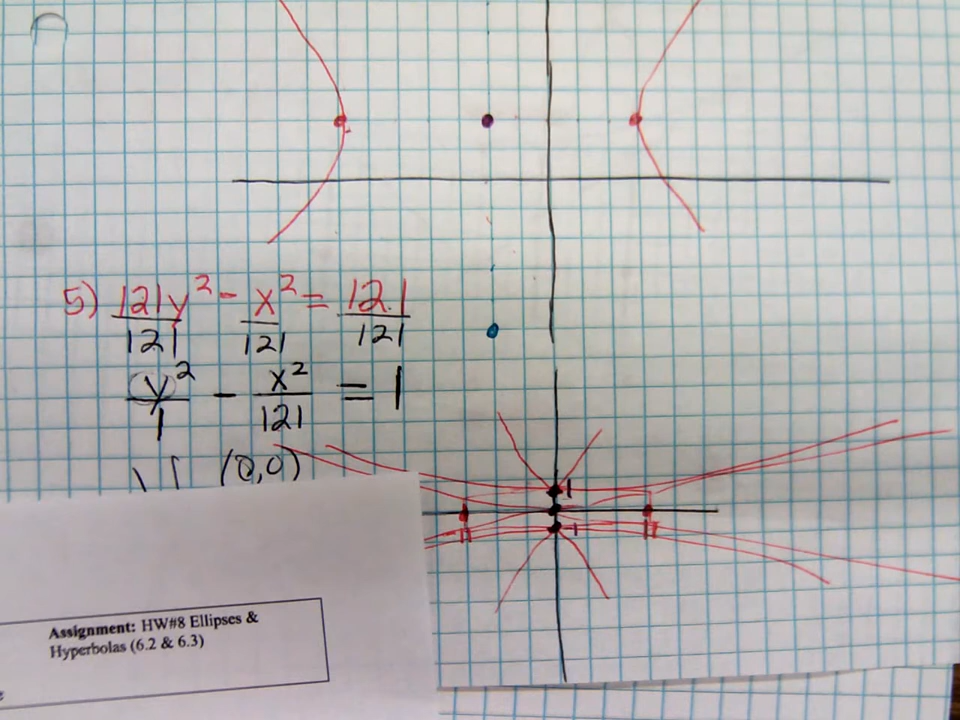 5) 121y² - x² = 121
121 121 121
y² - x² = 1
1 121
(0,0)
1
11 11
-1
Assignment: HW#8 Ellipses &
Hyperbolas (6.2 & 6.3)